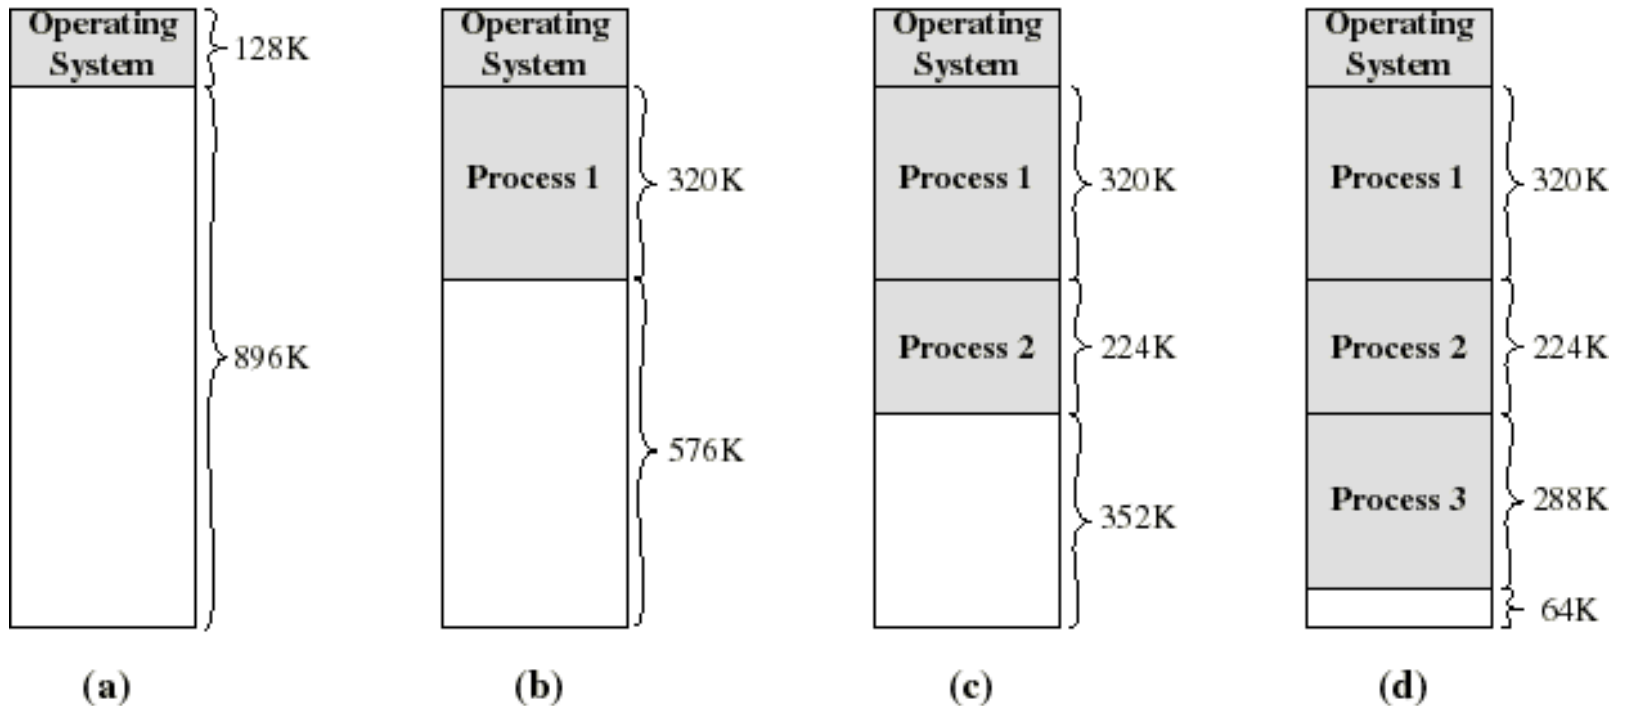 Operating
System
128K
896K
(a)
Operating
System
Process 1
320K
576K
(b)
Operating
System
Process 1
320K
Process 2
224K
352K
(c)
Operating
System
Process 1
320K
Process 2
224K
Process 3
288K
64K
(d)